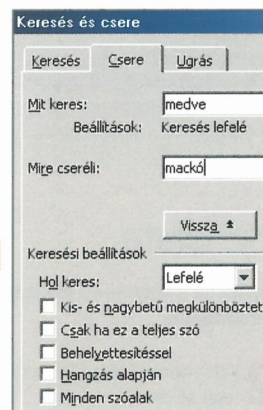 Keresés és csere
Keresés Csere Ugrás
Mit keres: medve
Beállítások: Keresés lefelé
Mire cseréli: mackó
Vissza
Keresési beállítások
Hol keres: Lefelé
Kis- és nagybetű megkülönböztet
Csak ha ez a teljes szó
Behelyettesítéssel
Hangzás alapján
Minden szóalak